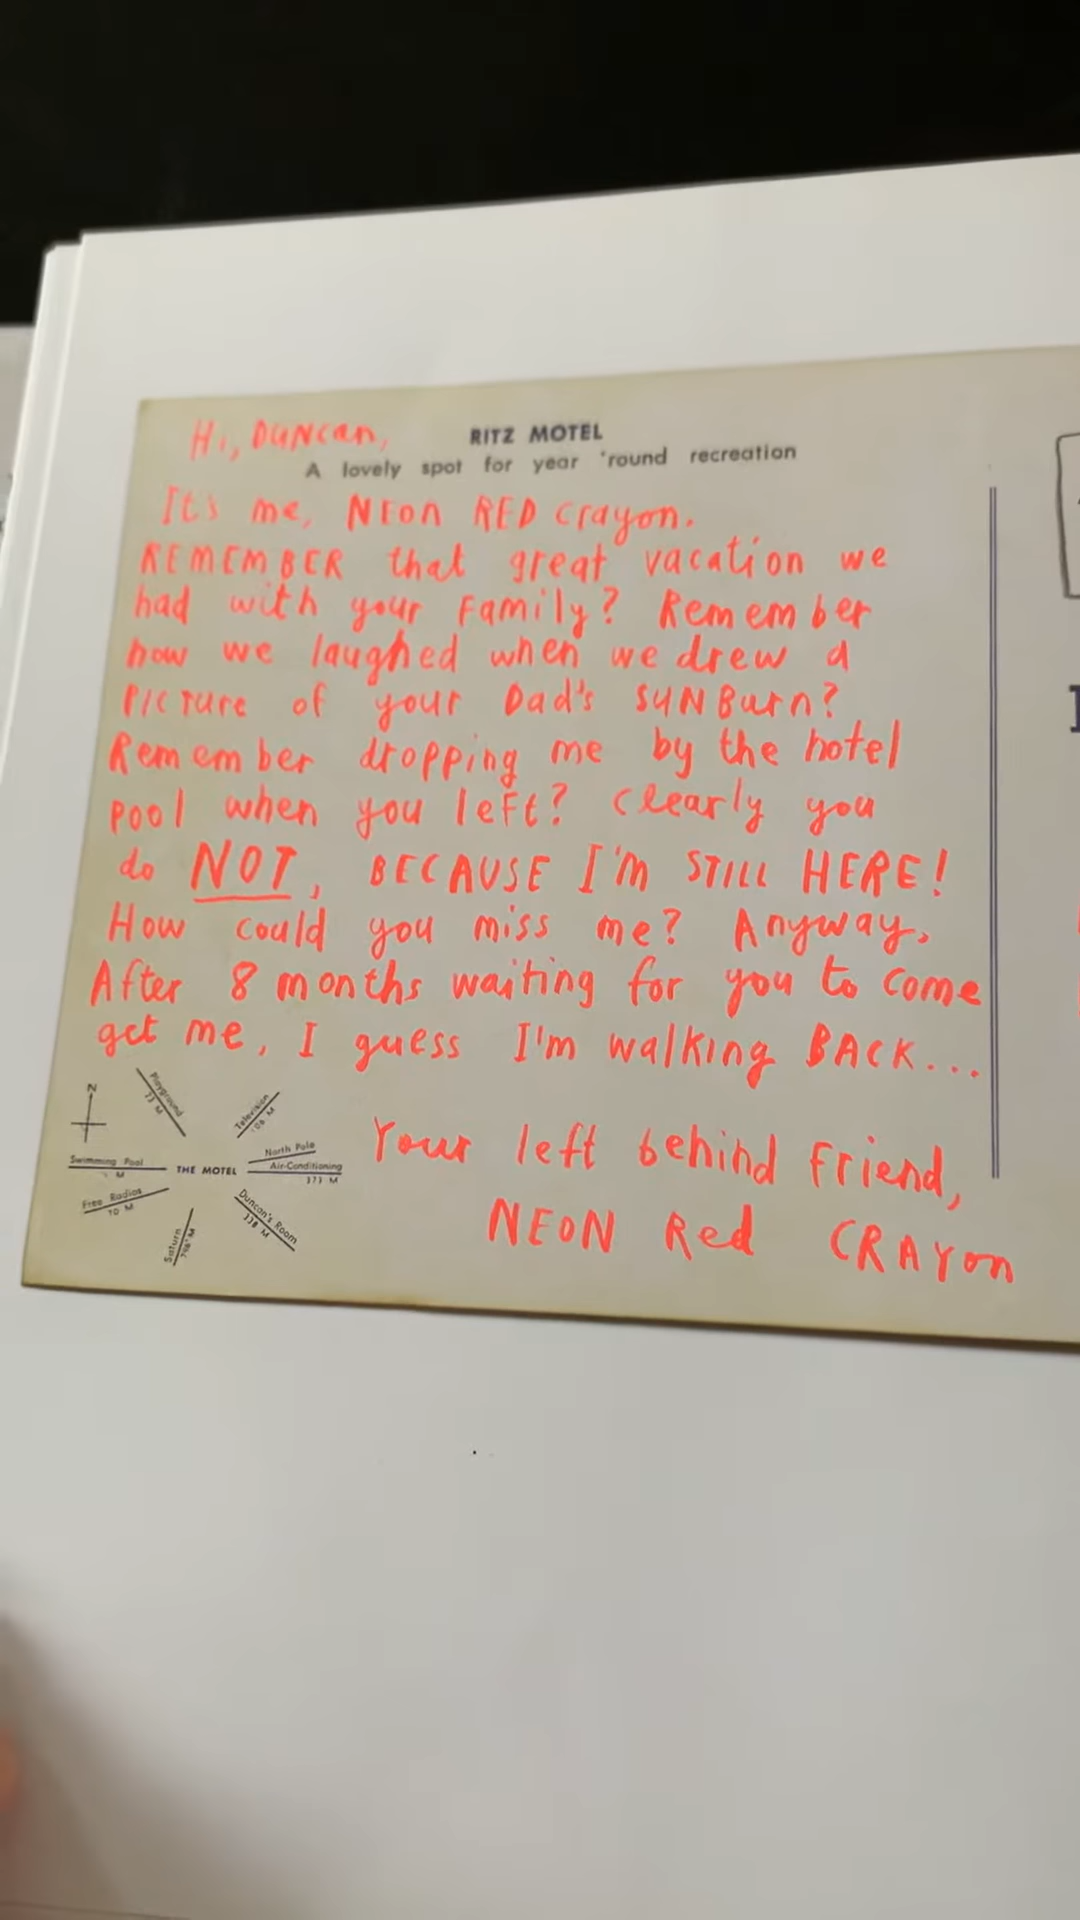 Hi, Duncan,
RITZ MOTEL
A lovely spot for year 'round recreation
It's me, NEON RED crayon.
REMEMBER that great vacation we
had with your Family? Remember
how we laughed when we drew a
Picture of your Dad's SUNBurn?
Remember dropping me by the hotel
pool when you left? Clearly you
do NOT, BECAUSE I'M STILL HERE!
How could you miss me? Anyway,
After 8 months waiting for you to come
get me, I guess I'm walking BACK...
N
Playground
Television
Swimming Pool
M
THE MOTEL
North Pole
Air-Conditioning
Free Radios
10 M
Saturn
Duncan's Room
Your left behind Friend,
NEON Red CRAYon